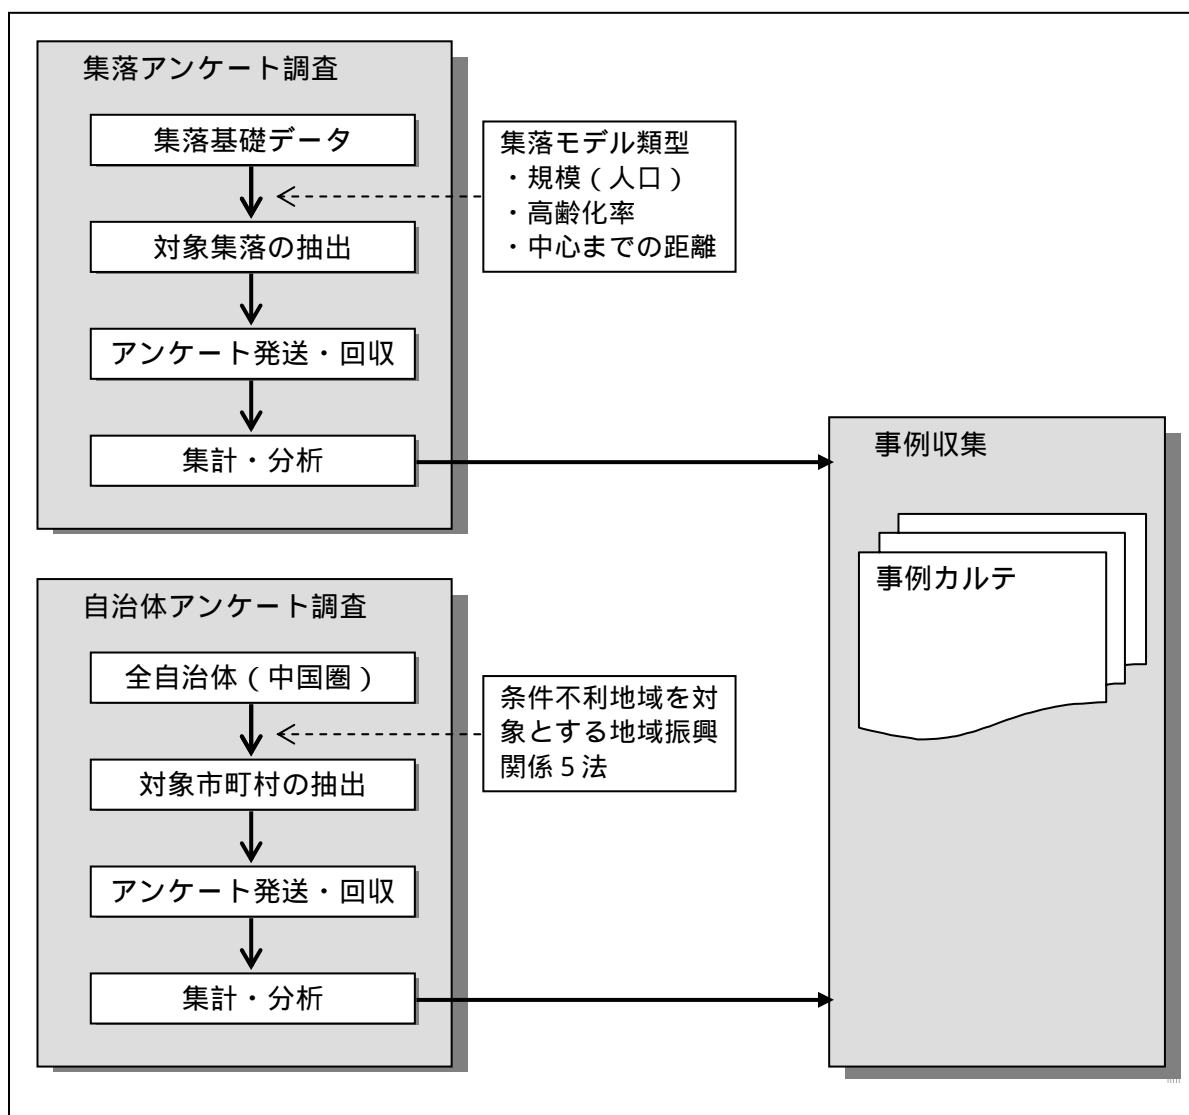 集落アンケート調査
集落基礎データ
集落モデル類型
・規模（人口）
・高齢化率
・中心までの距離
対象集落の抽出
アンケート発送・回収
集計・分析
自治体アンケート調査
全自治体（中国圏）
条件不利地域を対
象とする地域振興
関係５法
対象市町村の抽出
アンケート発送・回収
集計・分析
事例収集
事例カルテ